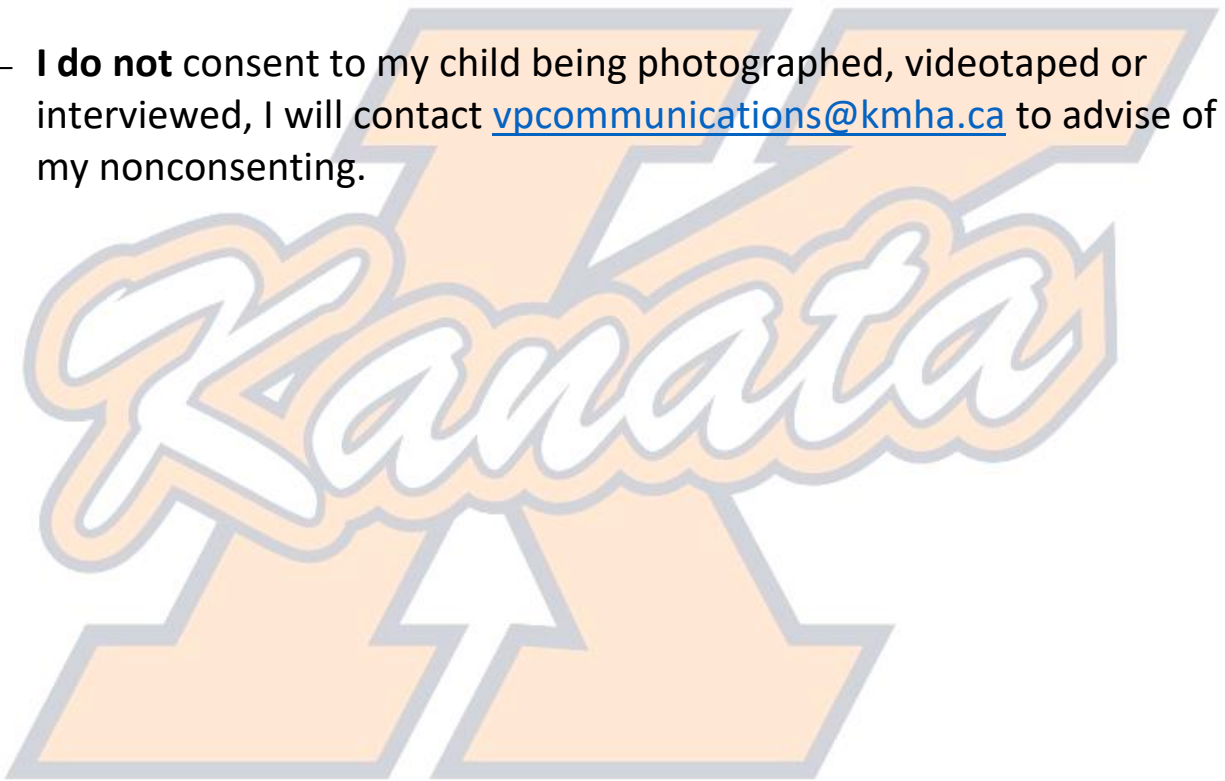 – I do not consent to my child being photographed, videotaped or
interviewed, I will contact vpcommunications@kmha.ca to advise of
my nonconsenting.
Kanata